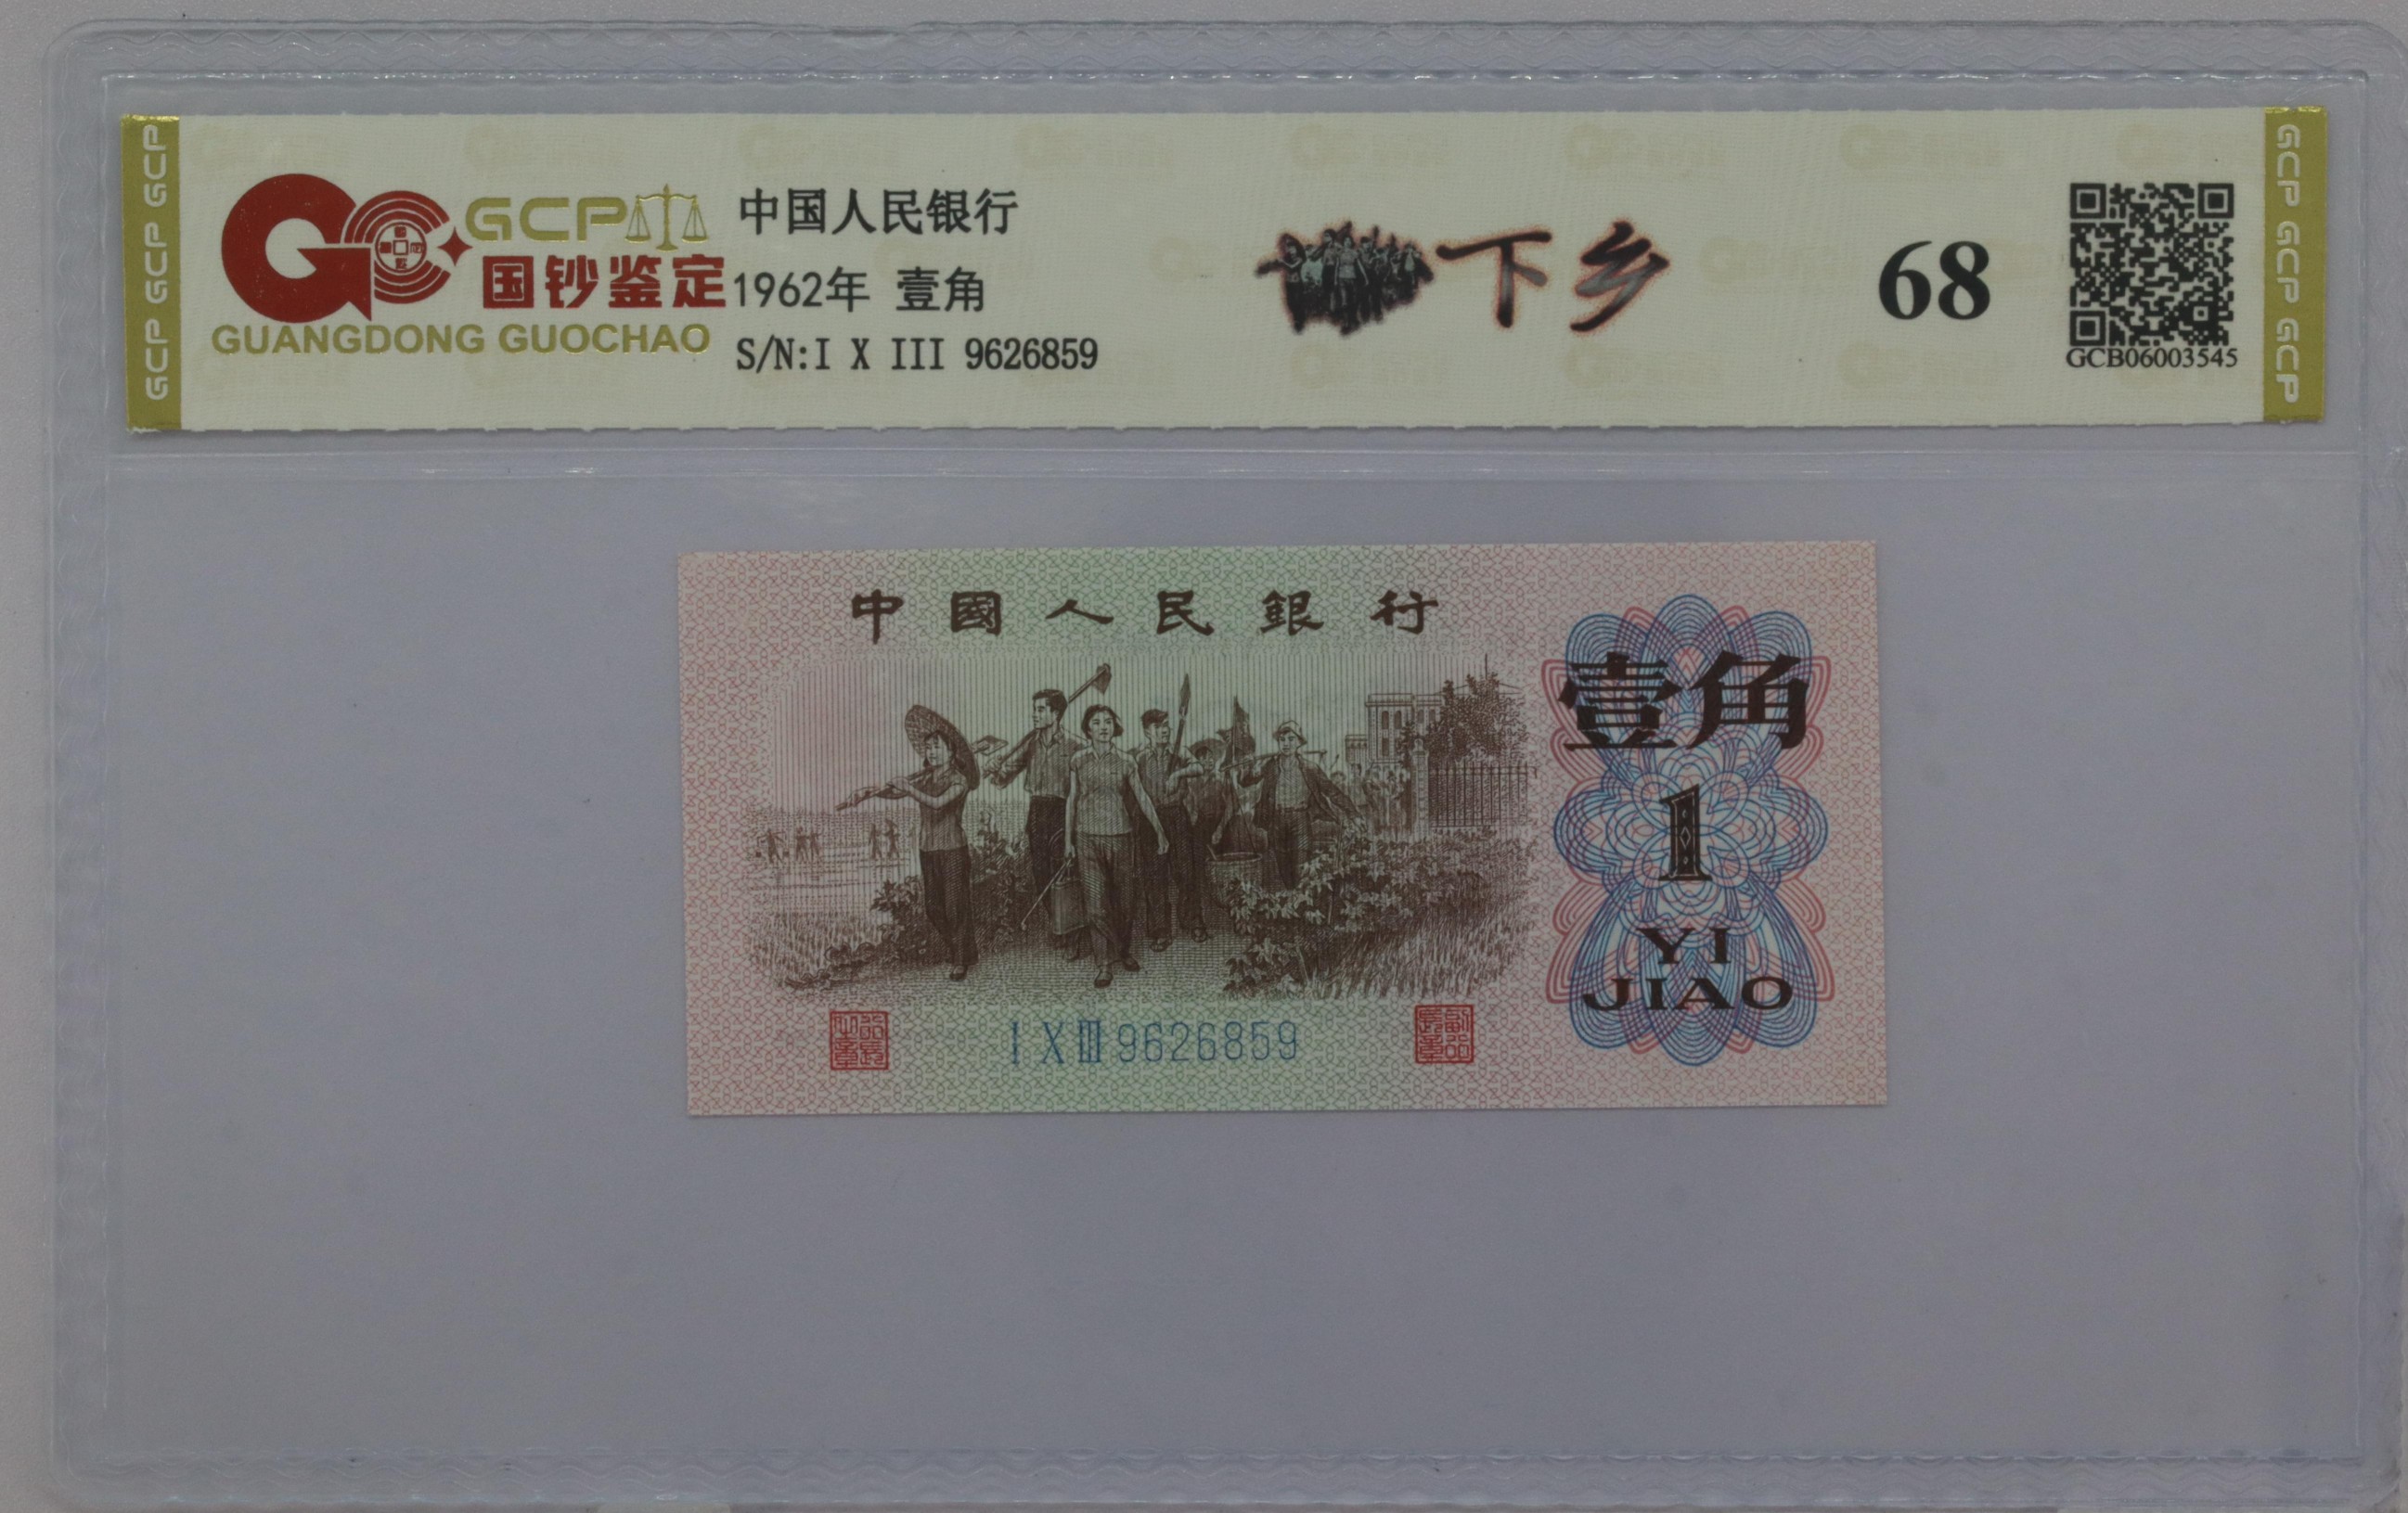 GCP GCP GCP
GCP
国钞鉴定
GUANGDONG GUOCHAO
中国人民银行
1962年 壹角
S/N:I X III 9626859
下乡
68
GCB06003545
GCP GCP GCP
中國人民銀行
壹角
1
YI
JIAO
I X III 9626859